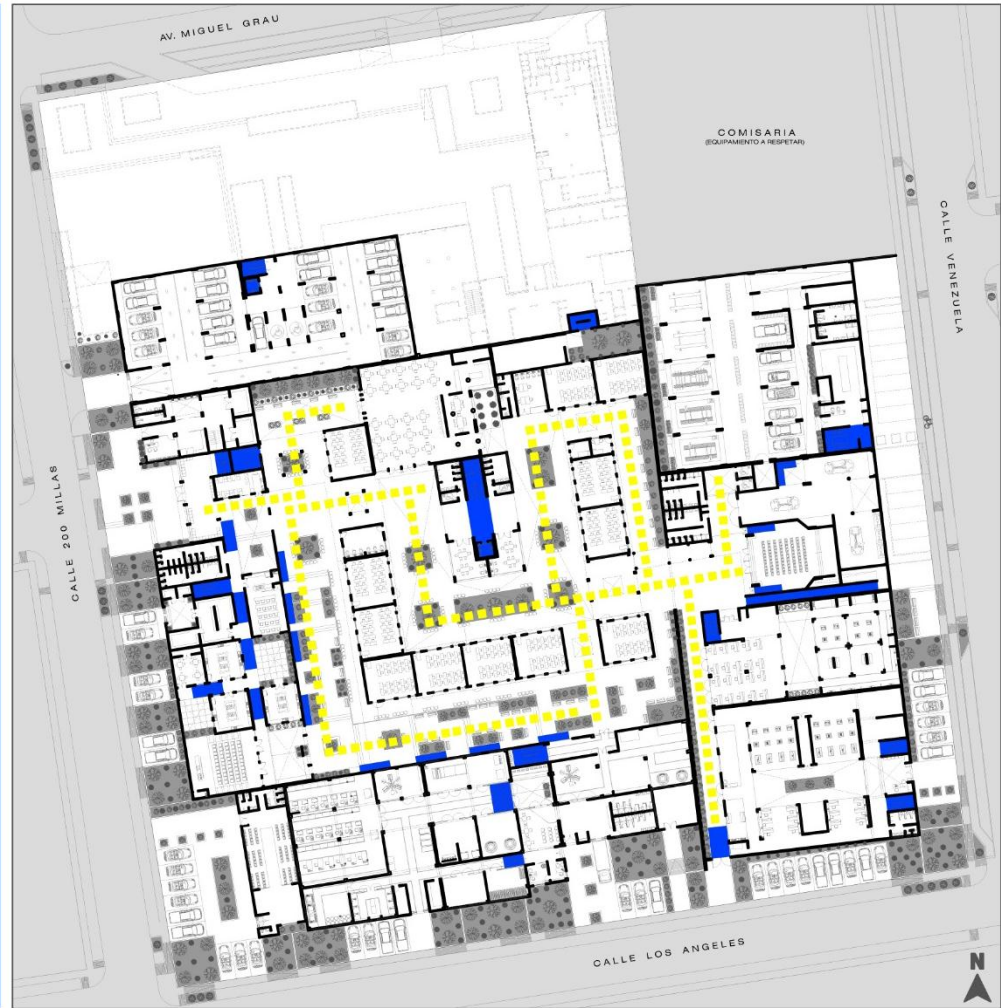 AV. MIGUEL GRAU
COMISARIA
(EQUIPAMIENTO A RESPETAR)
CALLE VENEZUELA
CALLE 200 MILLAS
CALLE LOS ANGELES
N